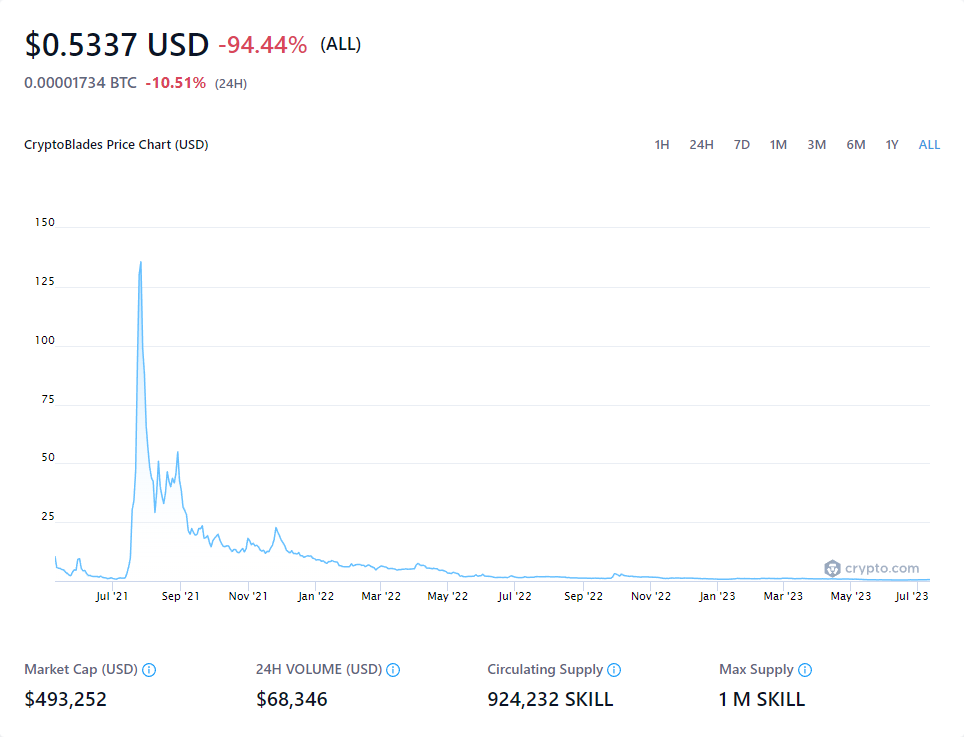 $0.5337 USD -94.44% (ALL)
0.00001734 BTC -10.51% (24H)
CryptoBlades Price Chart (USD) 1H 24H 7D 1M 3M 6M 1Y ALL
150
125
100
75
50
25
crypto.com
Jul '21 Sep '21 Nov '21 Jan '22 Mar '22 May '22 Jul '22 Sep '22 Nov '22 Jan '23 Mar '23 May '23 Jul '23
Market Cap (USD) 24H VOLUME (USD) Circulating Supply Max Supply
$493,252 $68,346 924,232 SKILL 1 M SKILL